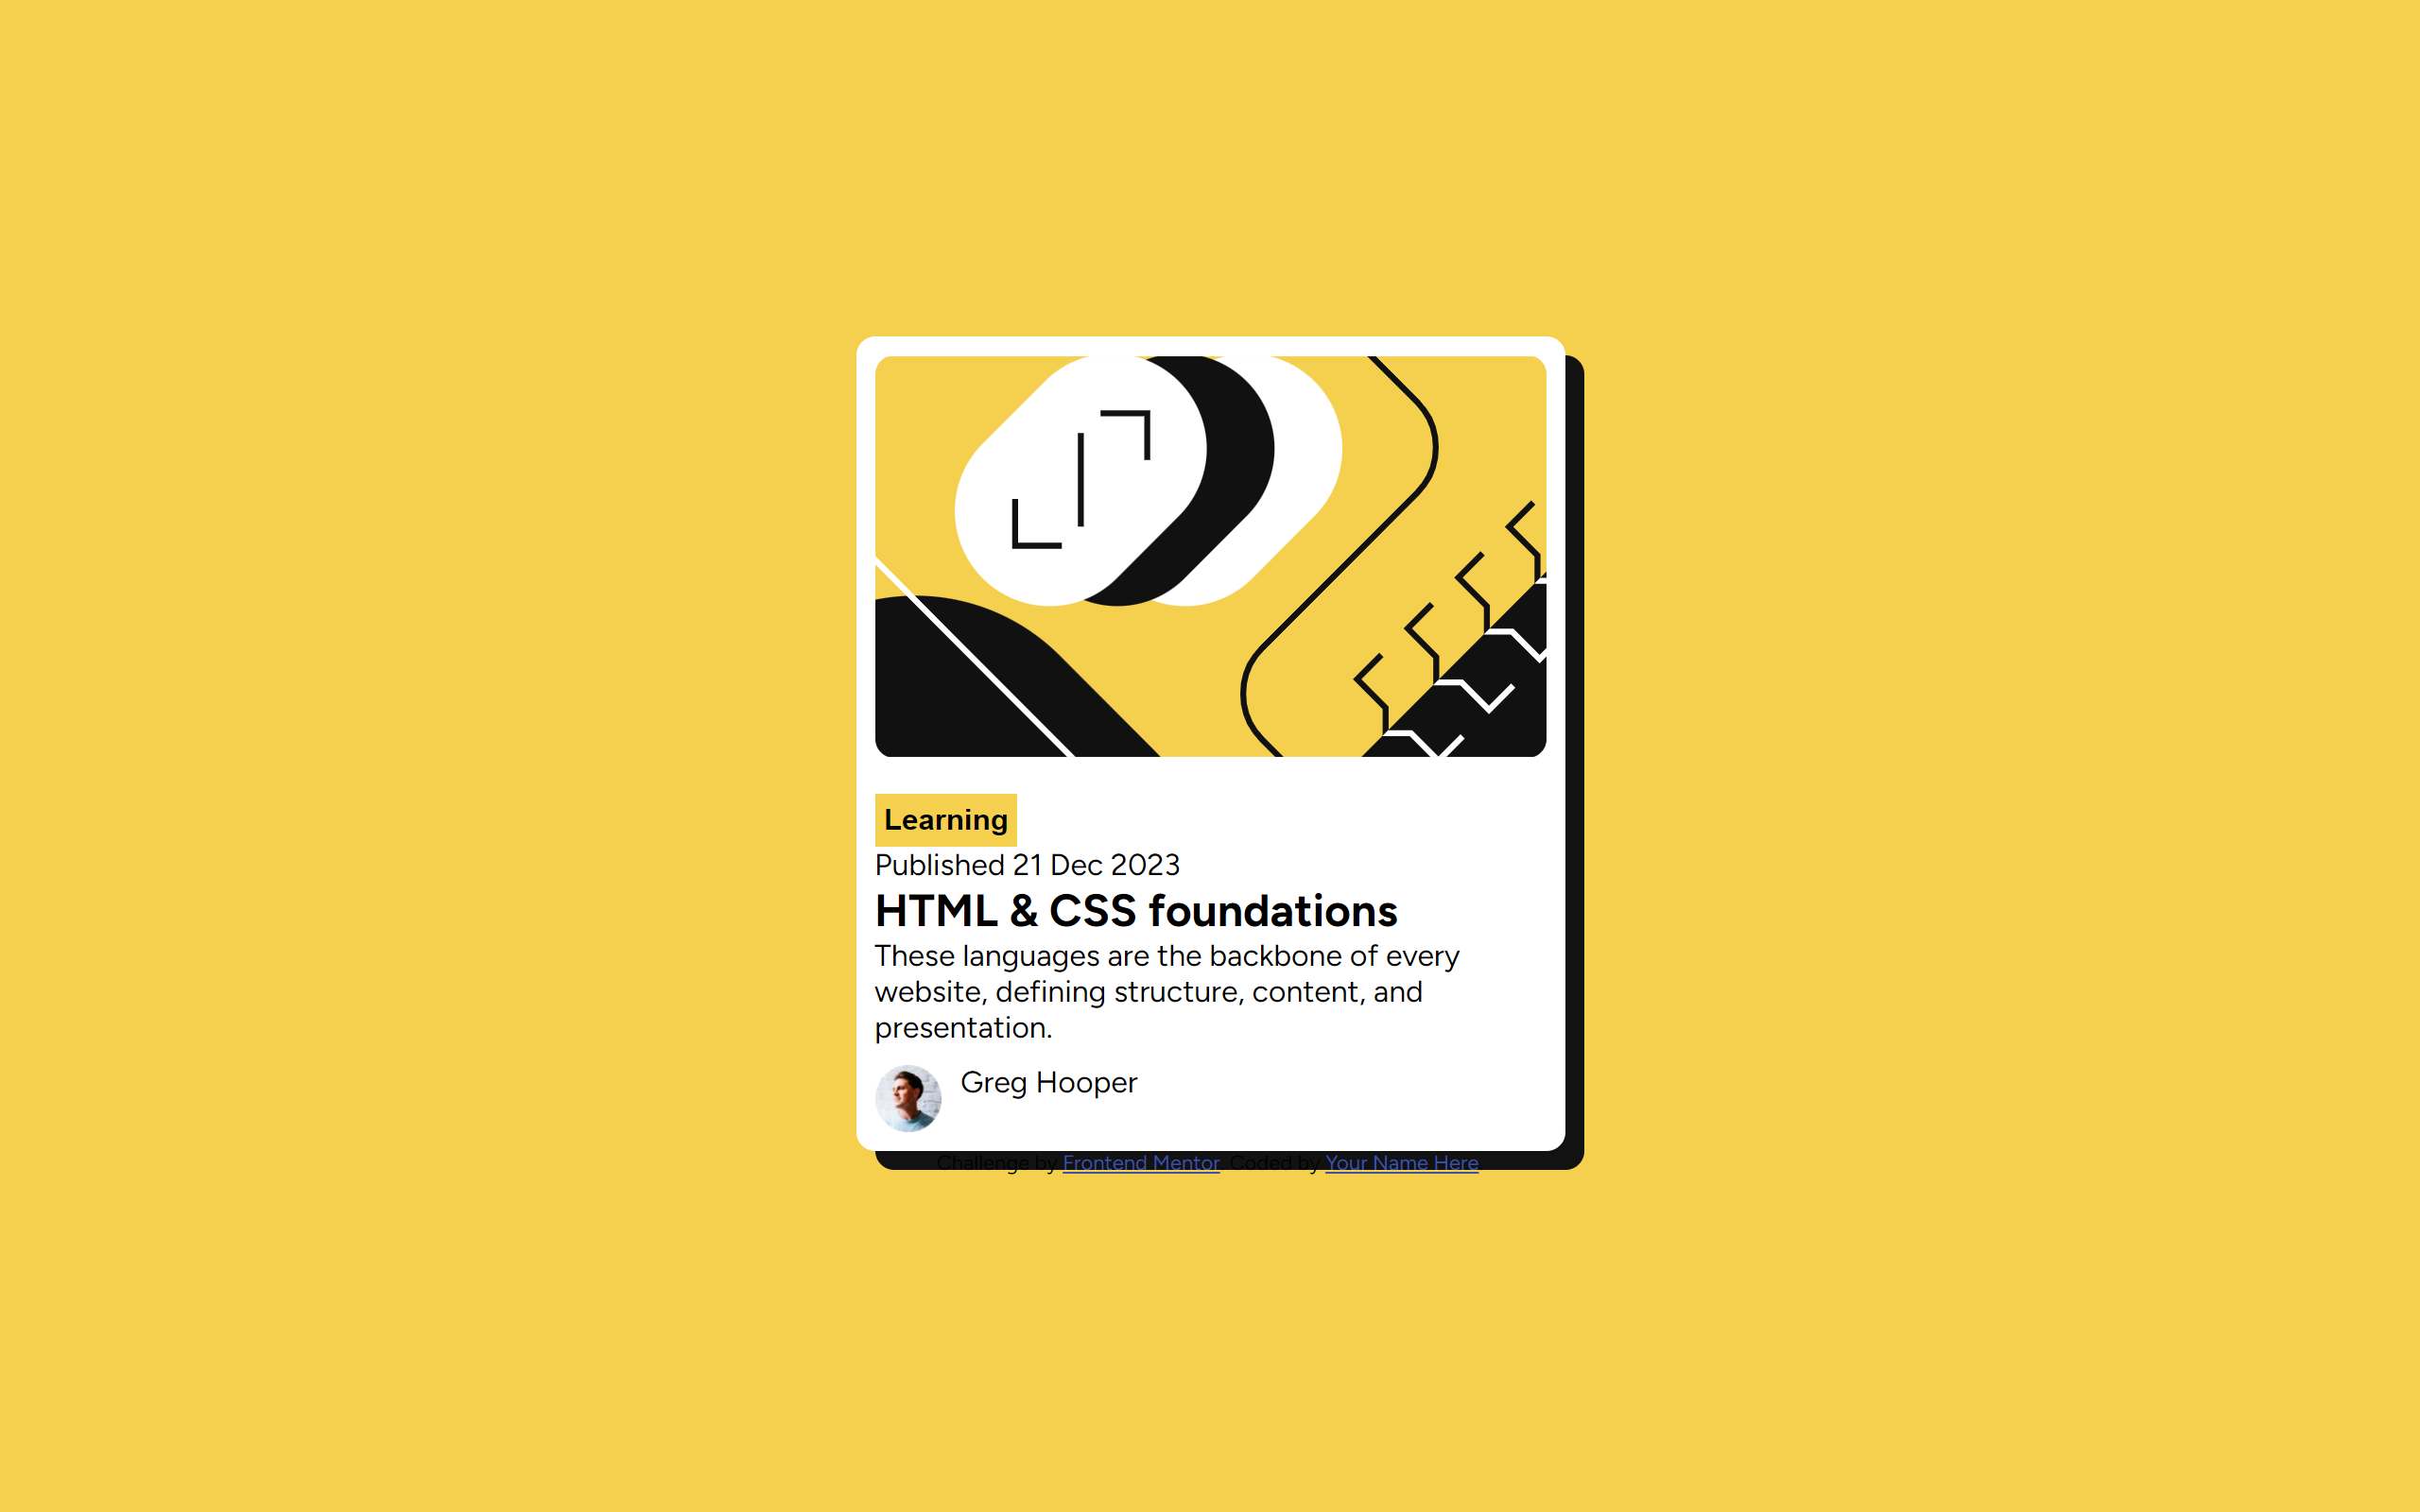 Learning
Published 21 Dec 2023
HTML & CSS foundations
These languages are the backbone of every
website, defining structure, content, and
presentation.
Greg Hooper
Challenge by Frontend Mentor. Coded by Your Name Here